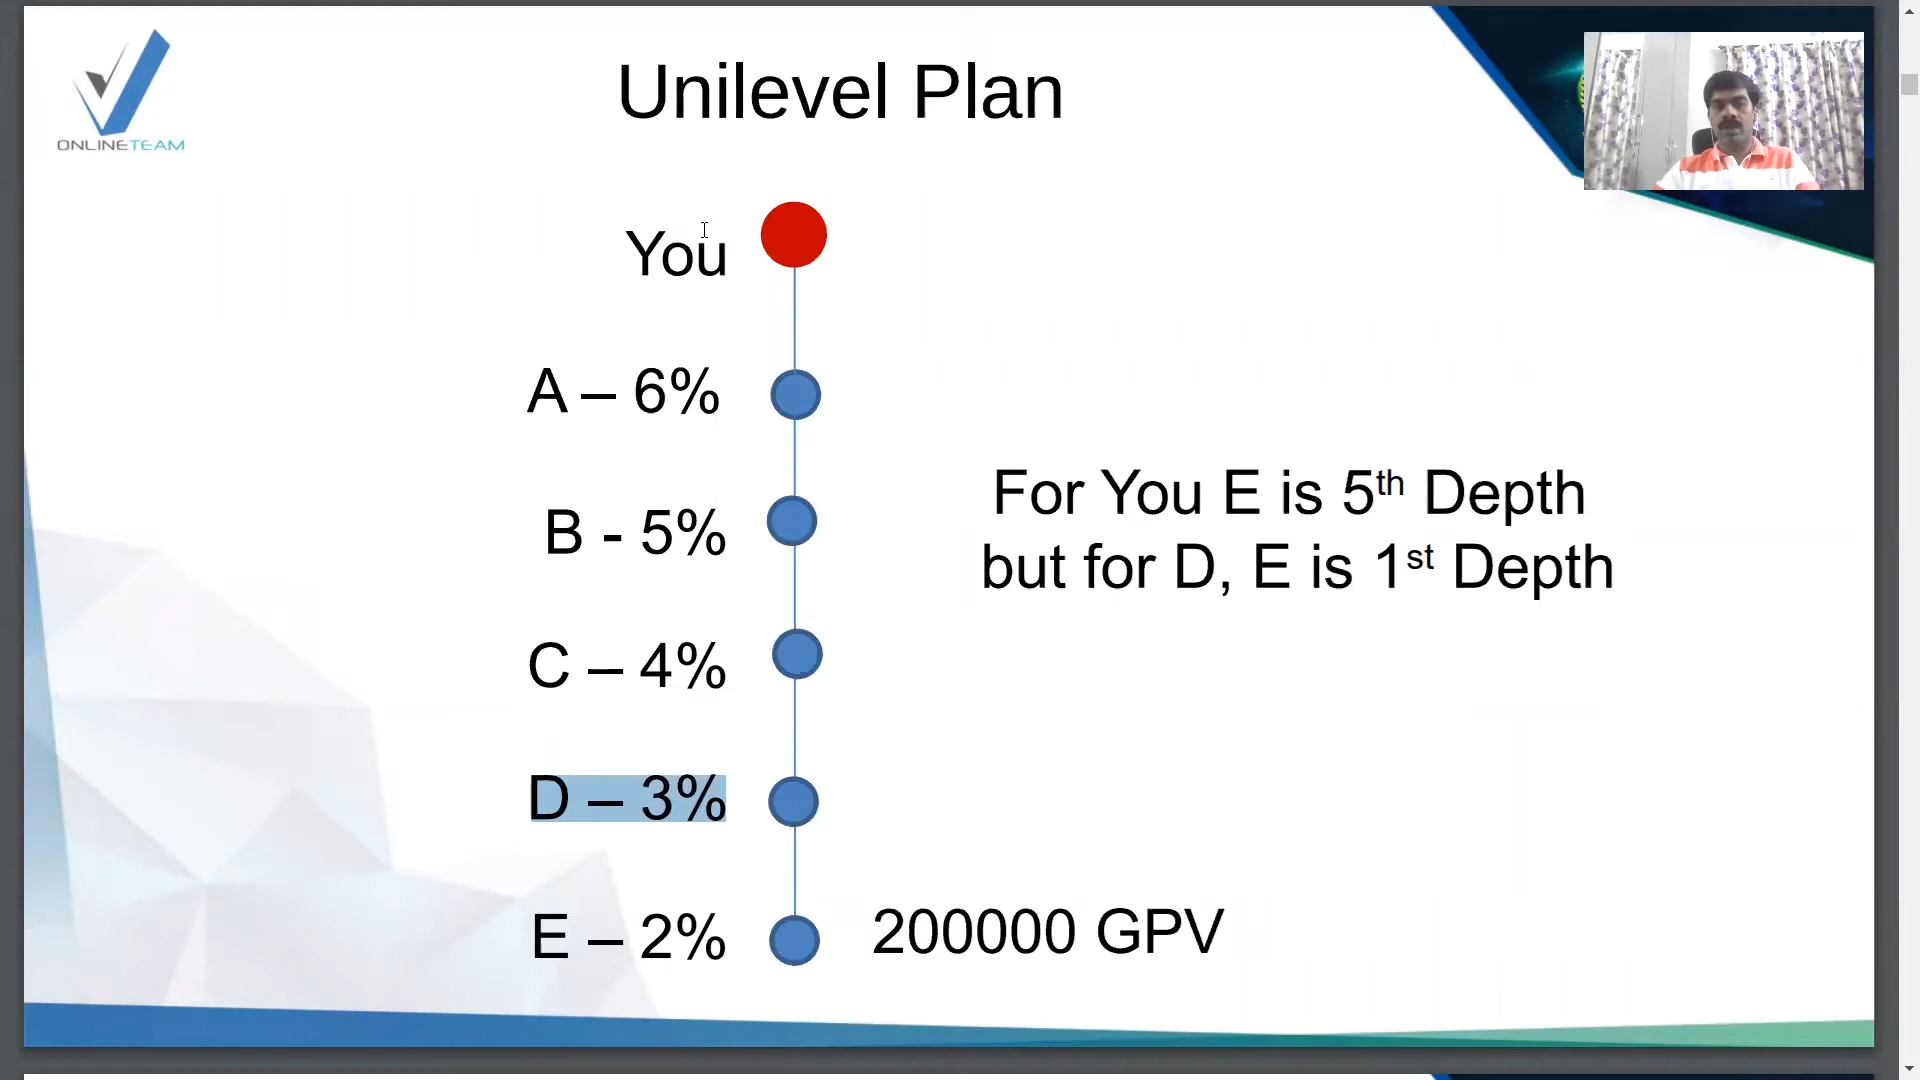 ONLINETEAM
Unilevel Plan
You
A – 6%
B - 5%
C – 4%
D – 3%
E – 2%
200000 GPV
For You E is 5th Depth
but for D, E is 1st Depth